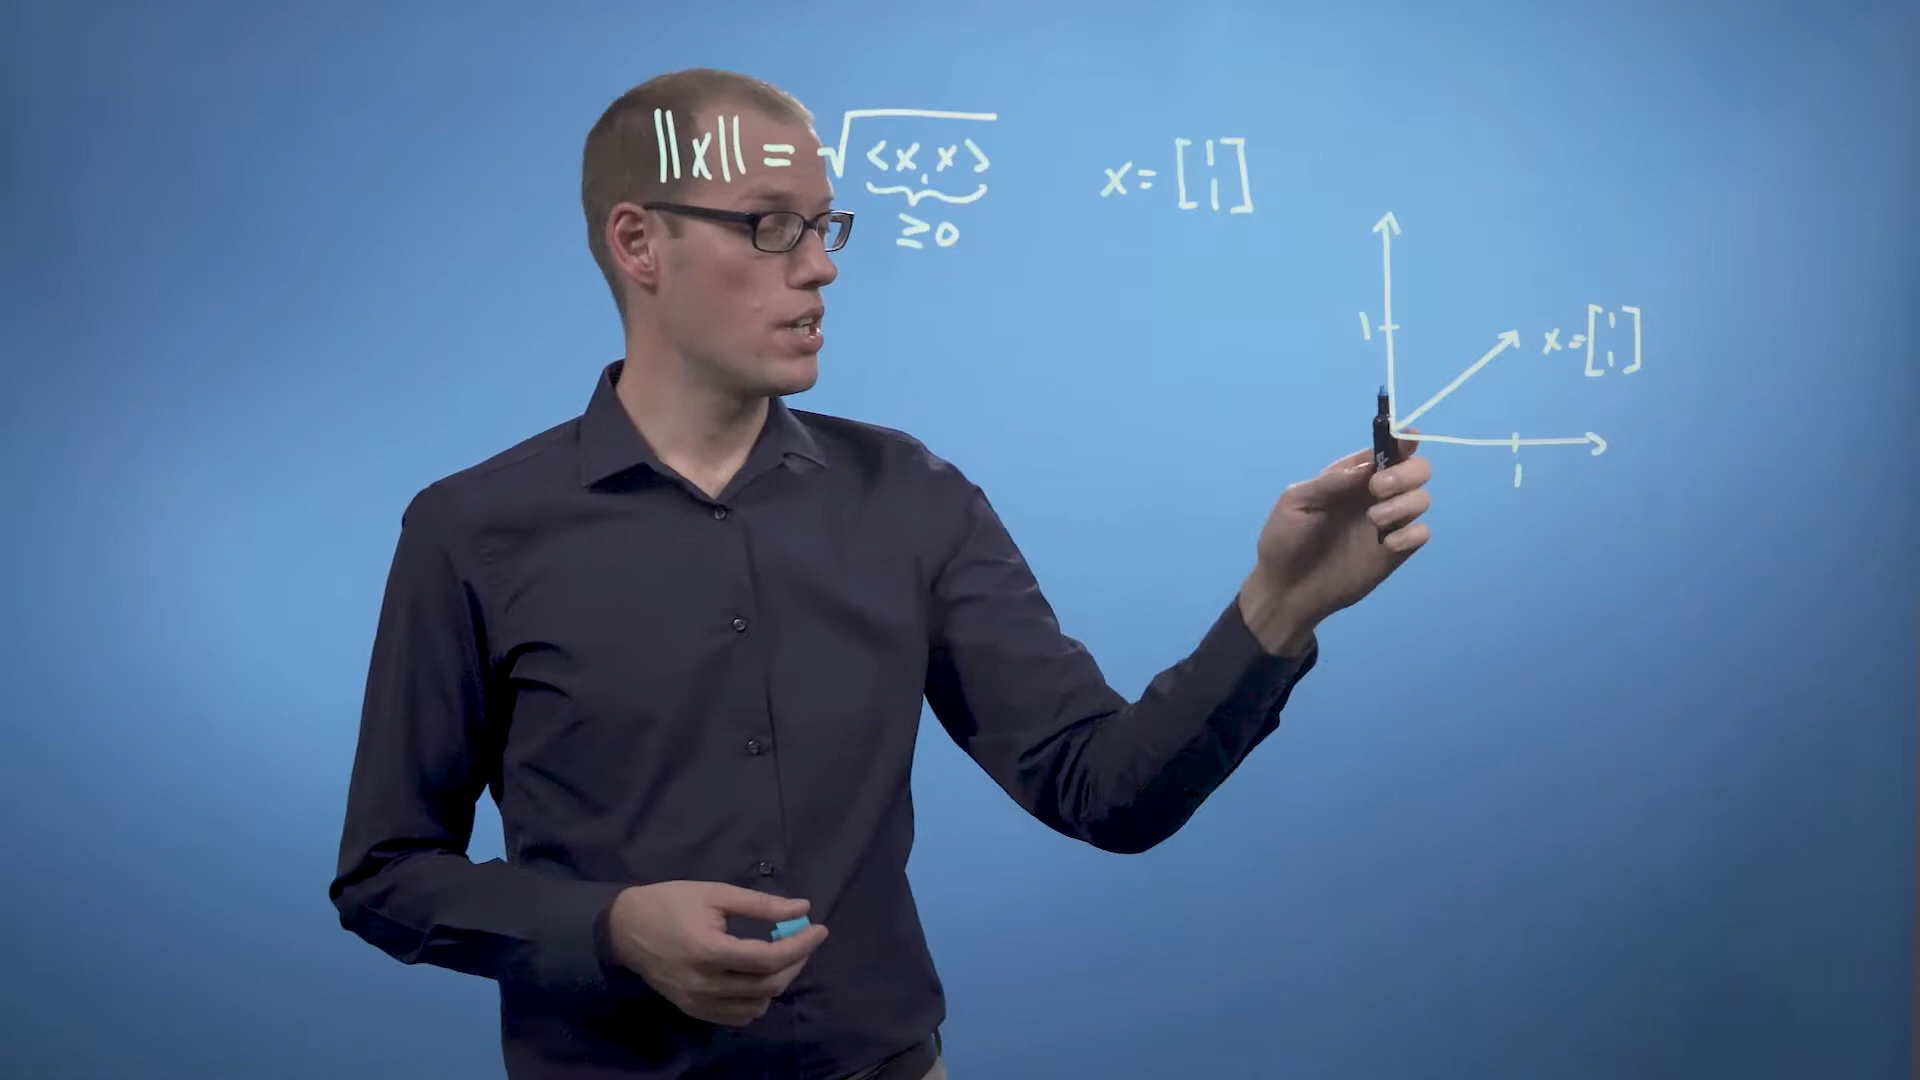 ||x|| = √<x,x>
≥0
x = [1
1]
1
x = [1
1]
1